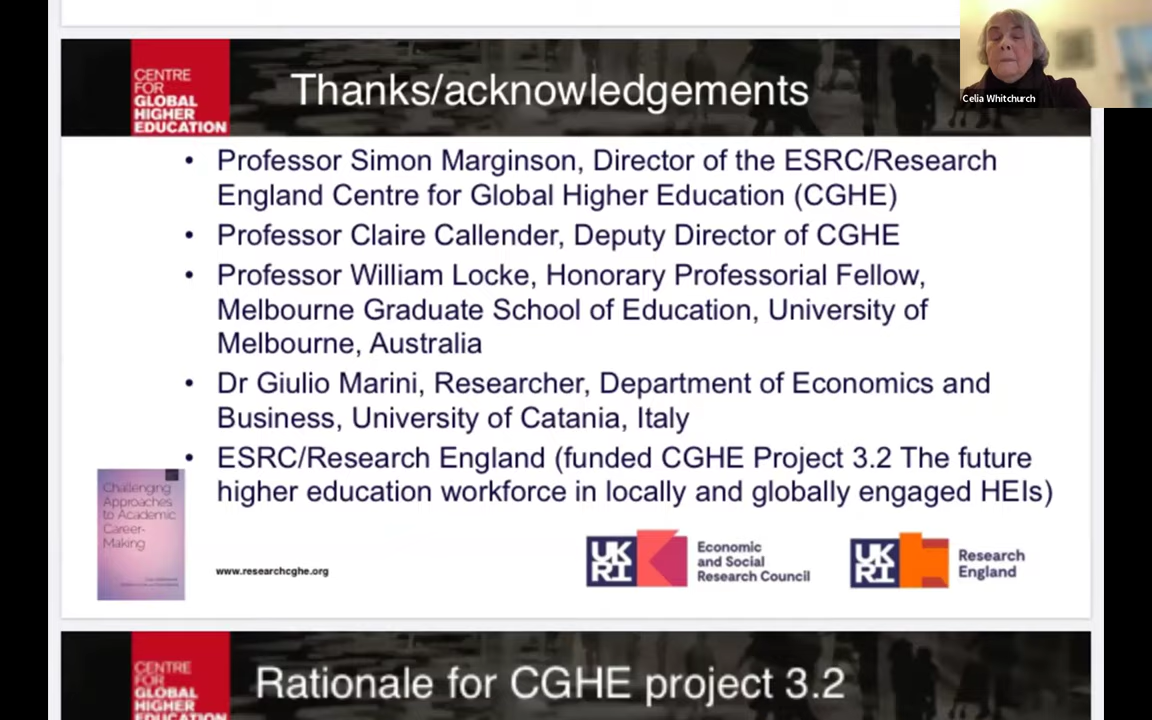 CENTRE
FOR
GLOBAL
HIGHER
EDUCATION
Thanks/acknowledgements
Celia Whitchurch
• Professor Simon Marginson, Director of the ESRC/Research
England Centre for Global Higher Education (CGHE)
• Professor Claire Callender, Deputy Director of CGHE
• Professor William Locke, Honorary Professorial Fellow,
Melbourne Graduate School of Education, University of
Melbourne, Australia
• Dr Giulio Marini, Researcher, Department of Economics and
Business, University of Catania, Italy
• ESRC/Research England (funded CGHE Project 3.2 The future
higher education workforce in locally and globally engaged HEIs)
Challenging
Approaches
to Academic
Career-
Making
www.researchcghe.org
UK
RI
Economic
and Social
Research Council
UK
RI
Research
England
CENTRE
FOR
GLOBAL
HIGHER
EDUCATION
Rationale for CGHE project 3.2